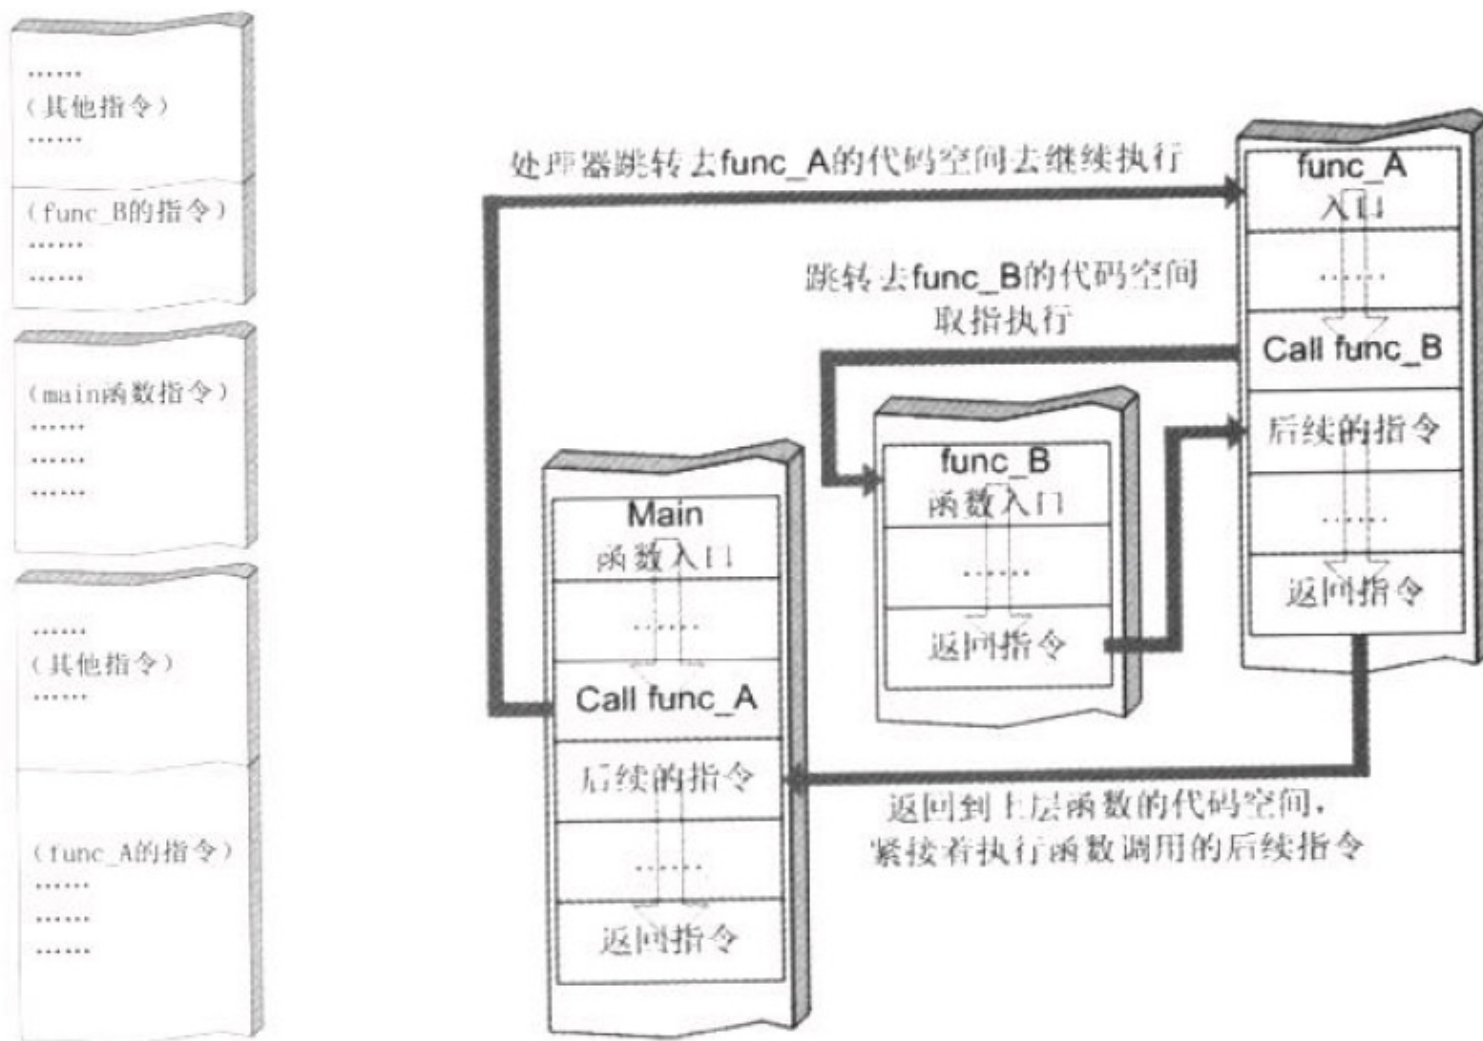 ……
(其他指令)
……
(func_B的指令)
……
……
(main函数指令)
……
……
……
……
(其他指令)
……
(func_A的指令)
……
……
……
处理器跳转去func_A的代码空间去继续执行
跳转去func_B的代码空间
取指执行
func_A
入口
……
Call func_B
后续的指令
……
返回指令
func_B
函数入口
……
返回指令
Main
函数入口
……
Call func_A
后续的指令
……
返回指令
返回到上层函数的代码空间,
紧接着执行函数调用的后续指令